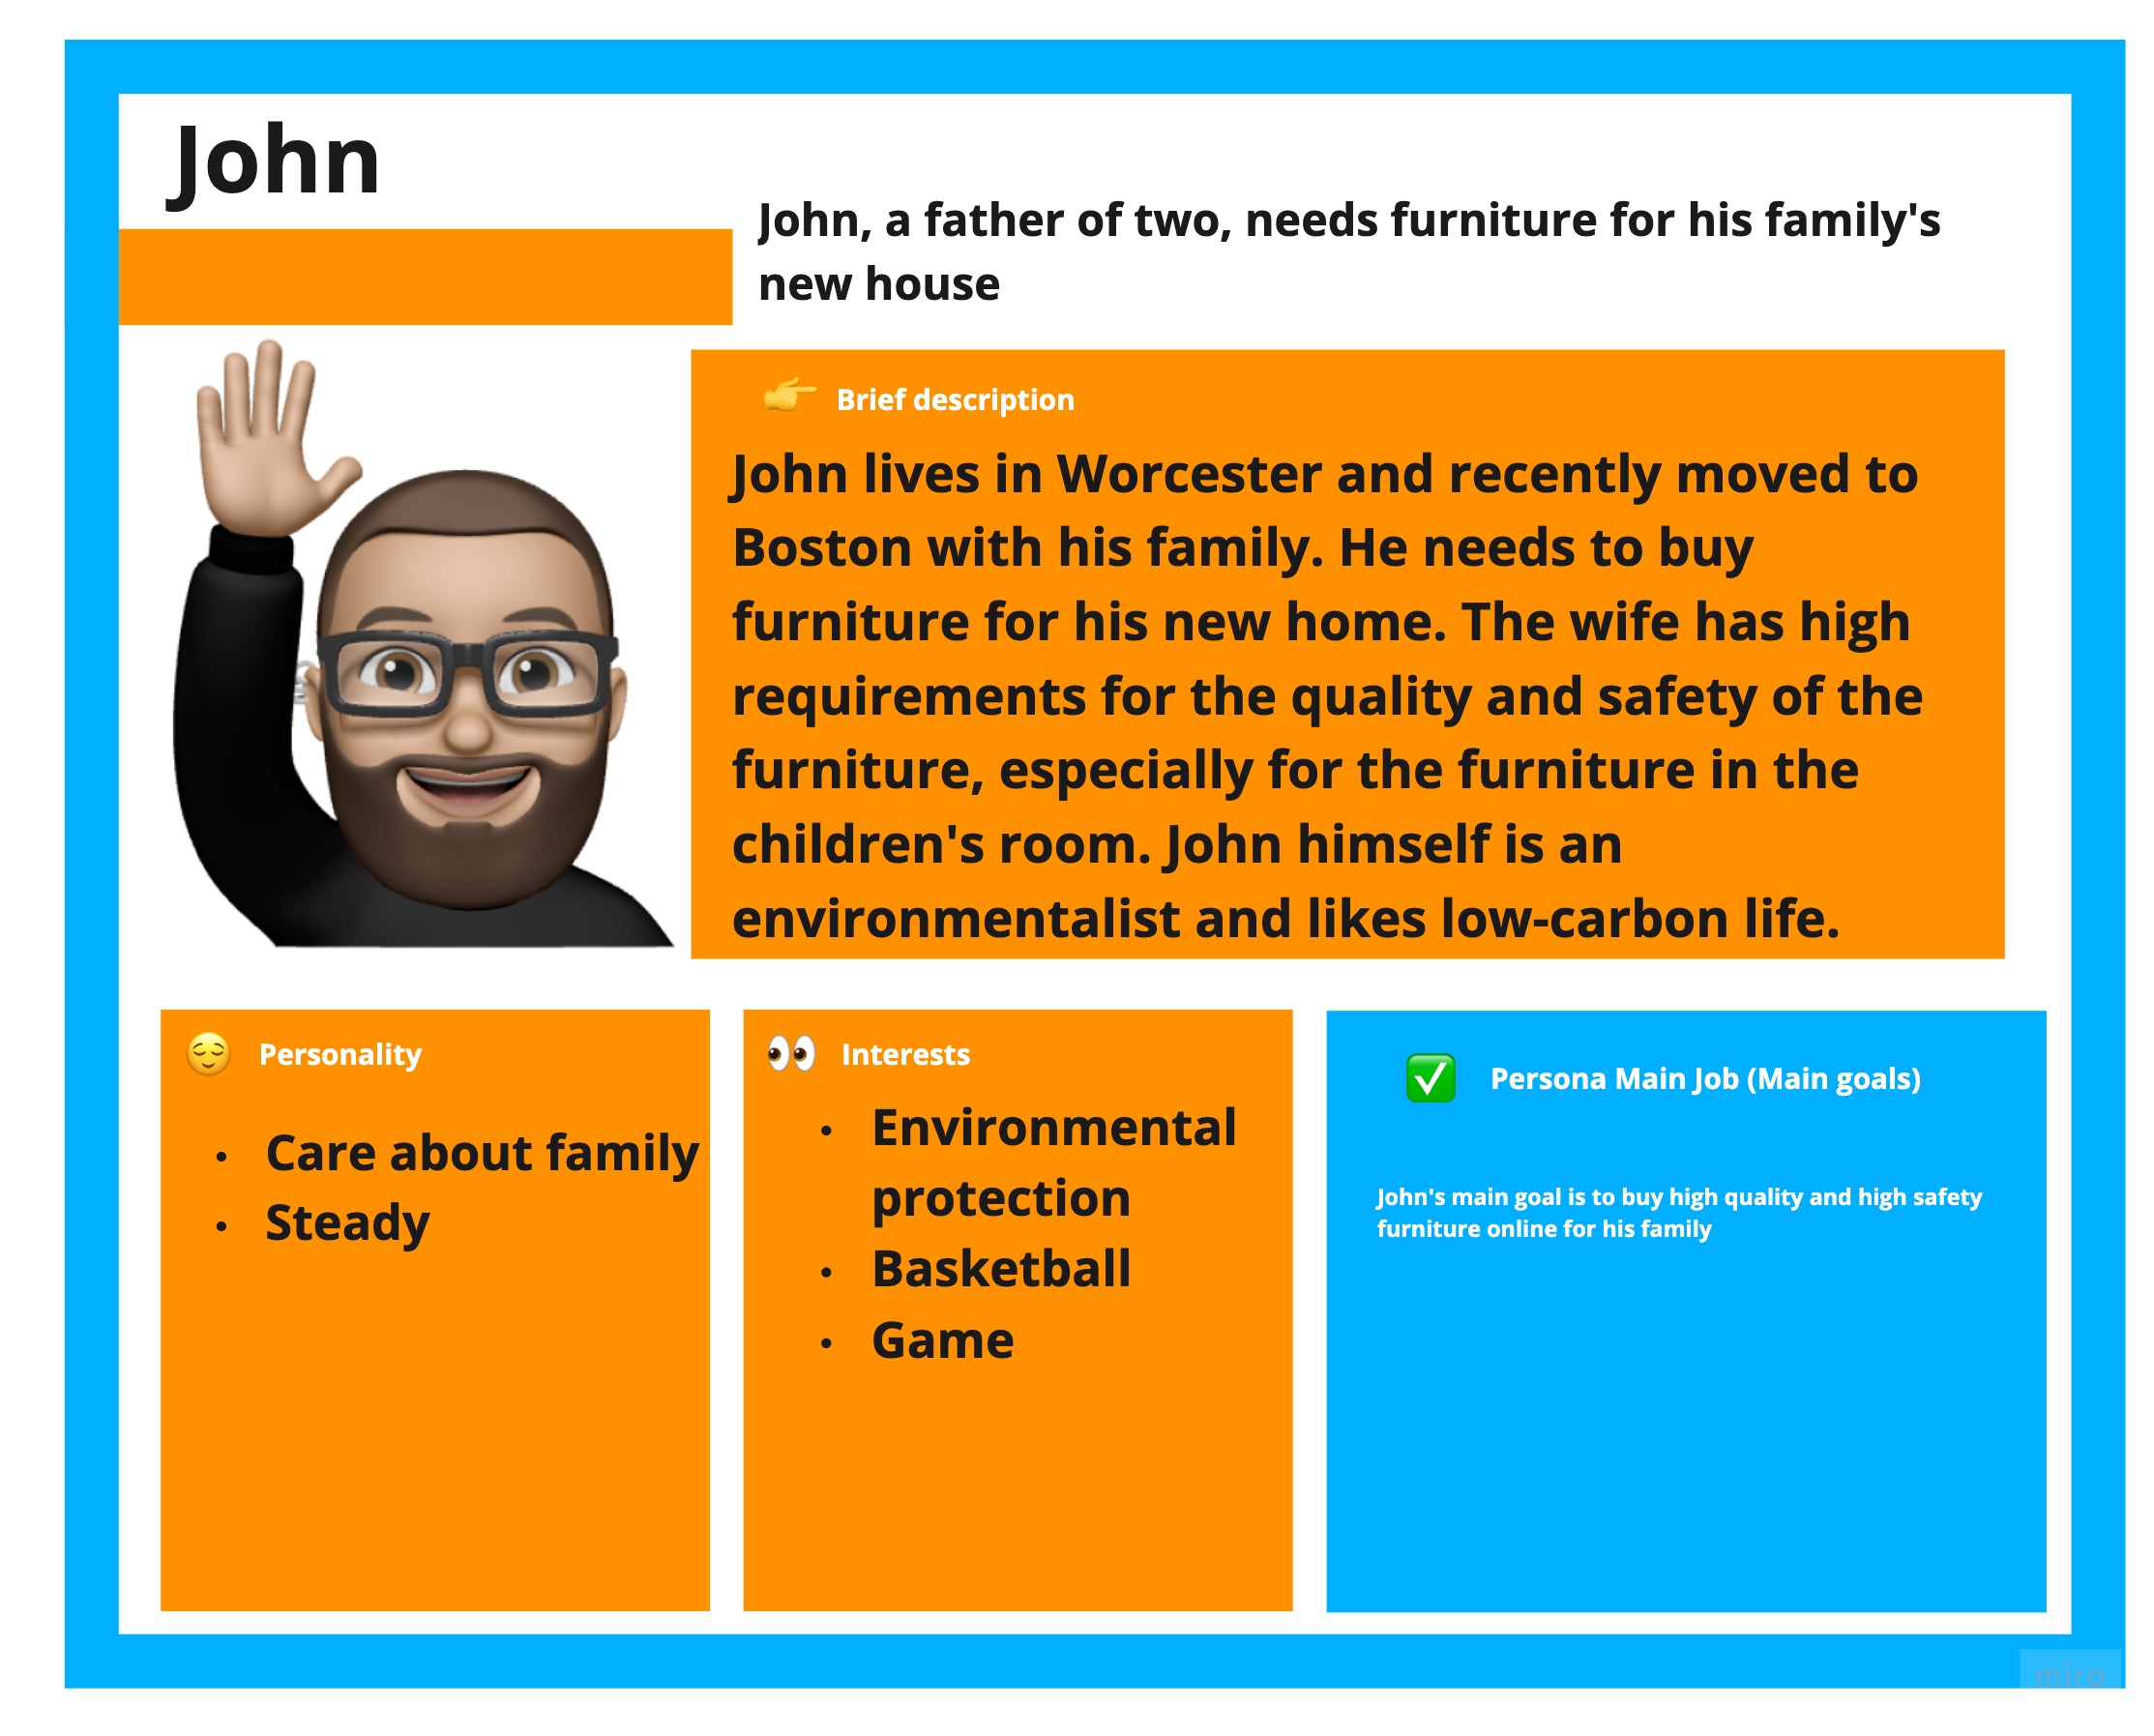 John
John, a father of two, needs furniture for his family's
new house
Brief description
John lives in Worcester and recently moved to
Boston with his family. He needs to buy
furniture for his new home. The wife has high
requirements for the quality and safety of the
furniture, especially for the furniture in the
children's room. John himself is an
environmentalist and likes low-carbon life.
Personality
• Care about family
• Steady
Interests
• Environmental
protection
• Basketball
• Game
Persona Main Job (Main goals)
John's main goal is to buy high quality and high safety
furniture online for his family
miro